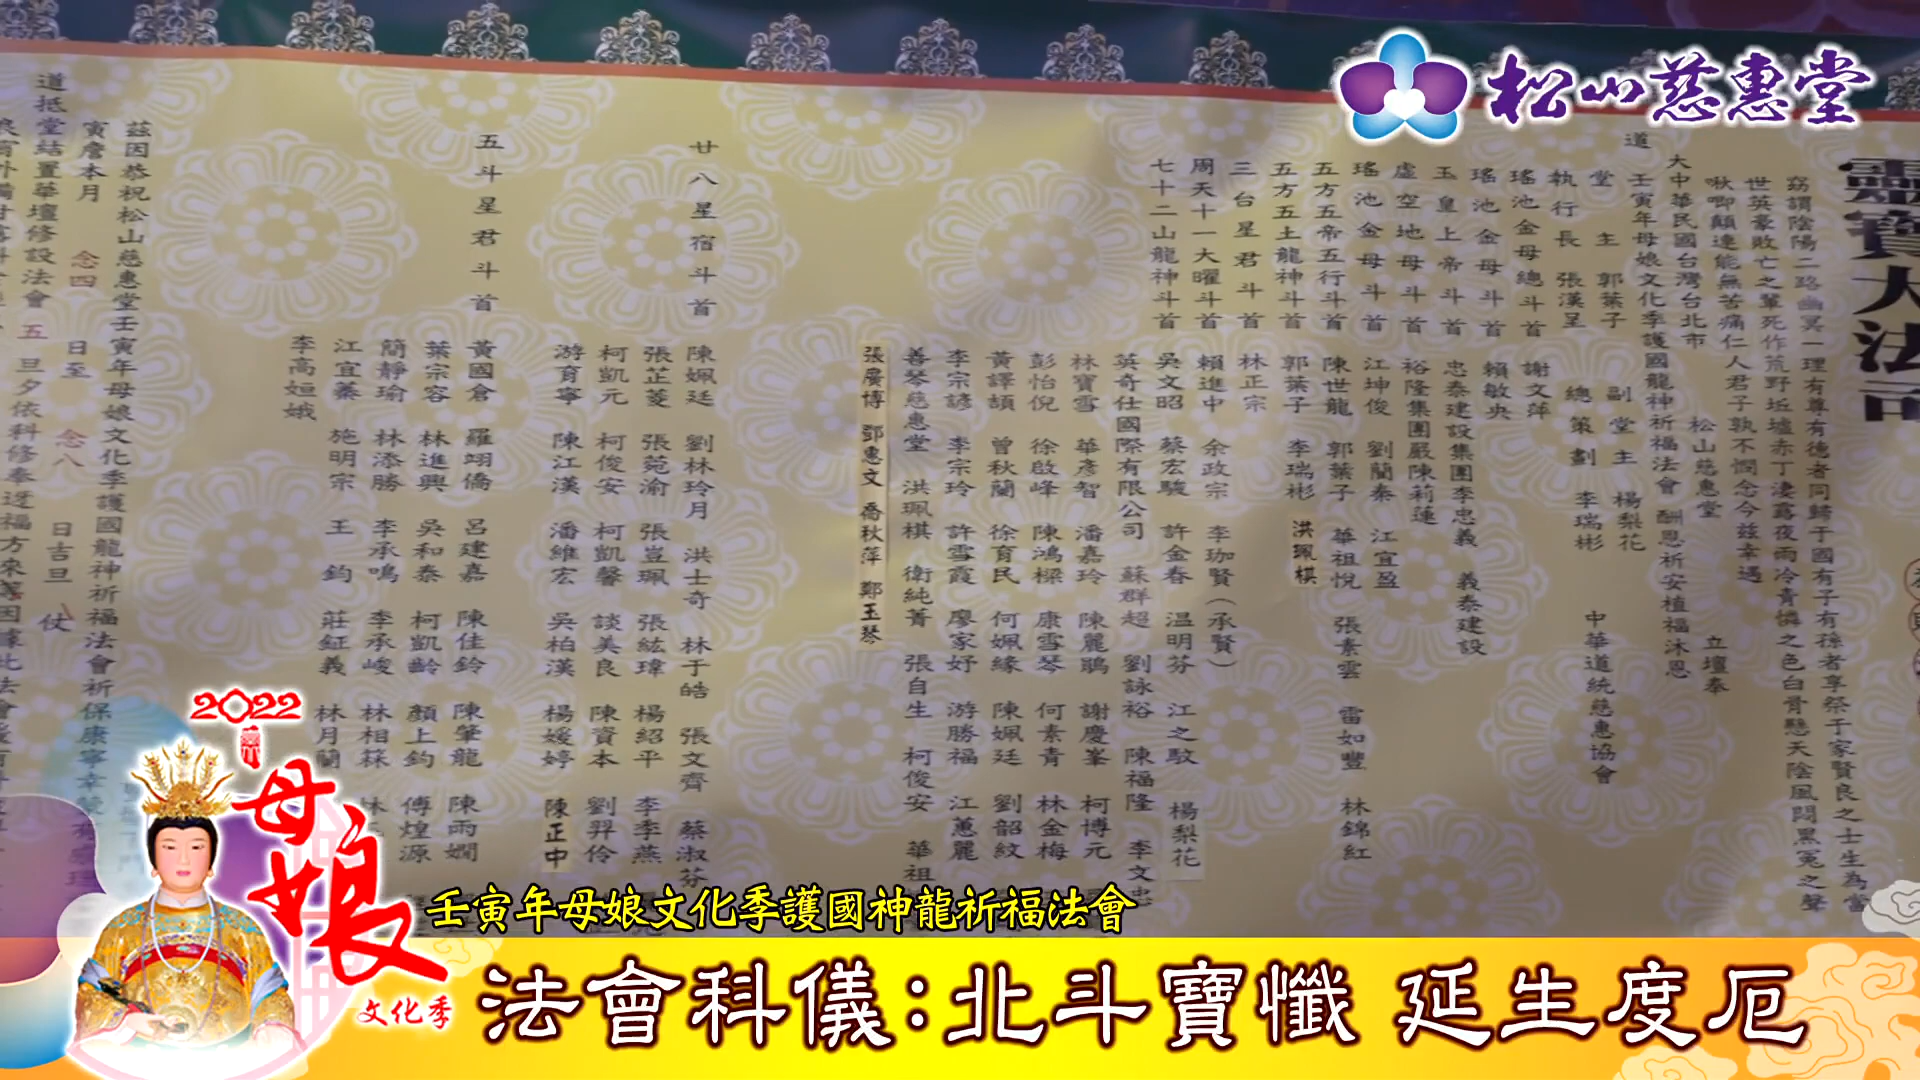 松山慈惠堂
靈寶大法司
窈謂陰陽二路幽冥一理有尊有德者同歸于國有子有孫者享祭于家賢良之士生為當
世英豪敗亡之輩死作荒野坵墟赤丁淒露夜雨冷青燐之色白骨懸天陰風悶黑冤之聲
啾唧顛連能無苦痛仁人君子孰不憫念今茲幸遇
松山慈惠堂 立壇奉
道
大中華民國台灣台北市
壬寅年母娘文化季護國龍神祈福法會 酬恩祈安植福沐恩
堂主 郭葉子 副堂主 楊梨花
執行長 張漢呈 總策劃 李瑞彬 中華道統慈惠協會
瑤池金母總斗首 謝文萍
瑤池金母斗首 賴敏央
玉皇上帝斗首 忠泰建設集團李忠義 義泰建設
虛空地母斗首 裕隆集團嚴陳莉蓮
瑤池金母斗首 江坤俊 劉簡秦 江宜盈
五方五帝五行斗首 陳世龍 郭葉子 華祖悅 張素雲 雷如豐 林錦紅
五方五土龍神斗首 郭葉子 李瑞彬 洪珮棋
三台星君斗首 林正宗
周天十一大曜斗首 賴進中 余政宗 李珈賢（承賢）
七十二山龍神斗首 吳文昭 蔡宏駿 許金春 温明芬 江之馭 楊梨花
英奇仕國際有限公司 蘇群超 劉詠裕 陳福隆 李文忠
林寶雪 華彥智 潘嘉玲 陳麗鵑 謝慶峯 柯博元
彭怡倪 徐啟峰 陳鴻樑 康雪琴 何素青 林金梅
黃譯頡 曾秋蘭 徐育民 何姵緣 陳姵廷 劉韶紋
李宗諺 李宗玲 許雪霞 廖家妤 游勝福 江蕙麗
善琴慈惠堂 洪珮棋 衛純菁 張自生 柯俊安 華祖
張廣博 鄧惠文 喬秋萍 鄭玉琴
廿八星宿斗首 陳姵廷 劉林玲月 洪士奇 林于皓 張文齊 蔡淑芬
張芷菱 張菀渝 張豈珮 張紘瑋 楊紹平 李季燕
柯凱元 柯俊安 柯凱馨 談美良 陳資本 劉羿伶
游育寧 陳江漢 潘維宏 吳柏漢 楊媛婷 陳正中
五斗星君斗首 黃國倉 羅翊僑 呂建嘉 陳佳鈴 陳肇龍 陳雨嫺
葉宗容 林進興 吳和泰 柯凱齡 顏上鈞 傅煌源
簡靜瑜 林添勝 李承鳴 李承峻 林相箖
江宜蓁 施明宗 王鈞 莊鉦義 林月蘭
李高姮娥
茲因恭祝松山慈惠堂壬寅年母娘文化季護國龍神祈福法會祈保康寧幸
寅詹本月 念四 日至 念八 日吉旦 仗
道抵堂結置華壇修設法會 五 旦夕依科修奉迓福方來
2022
母娘
文化季
壬寅年母娘文化季護國神龍祈福法會
法會科儀:北斗寶懺 延生度厄